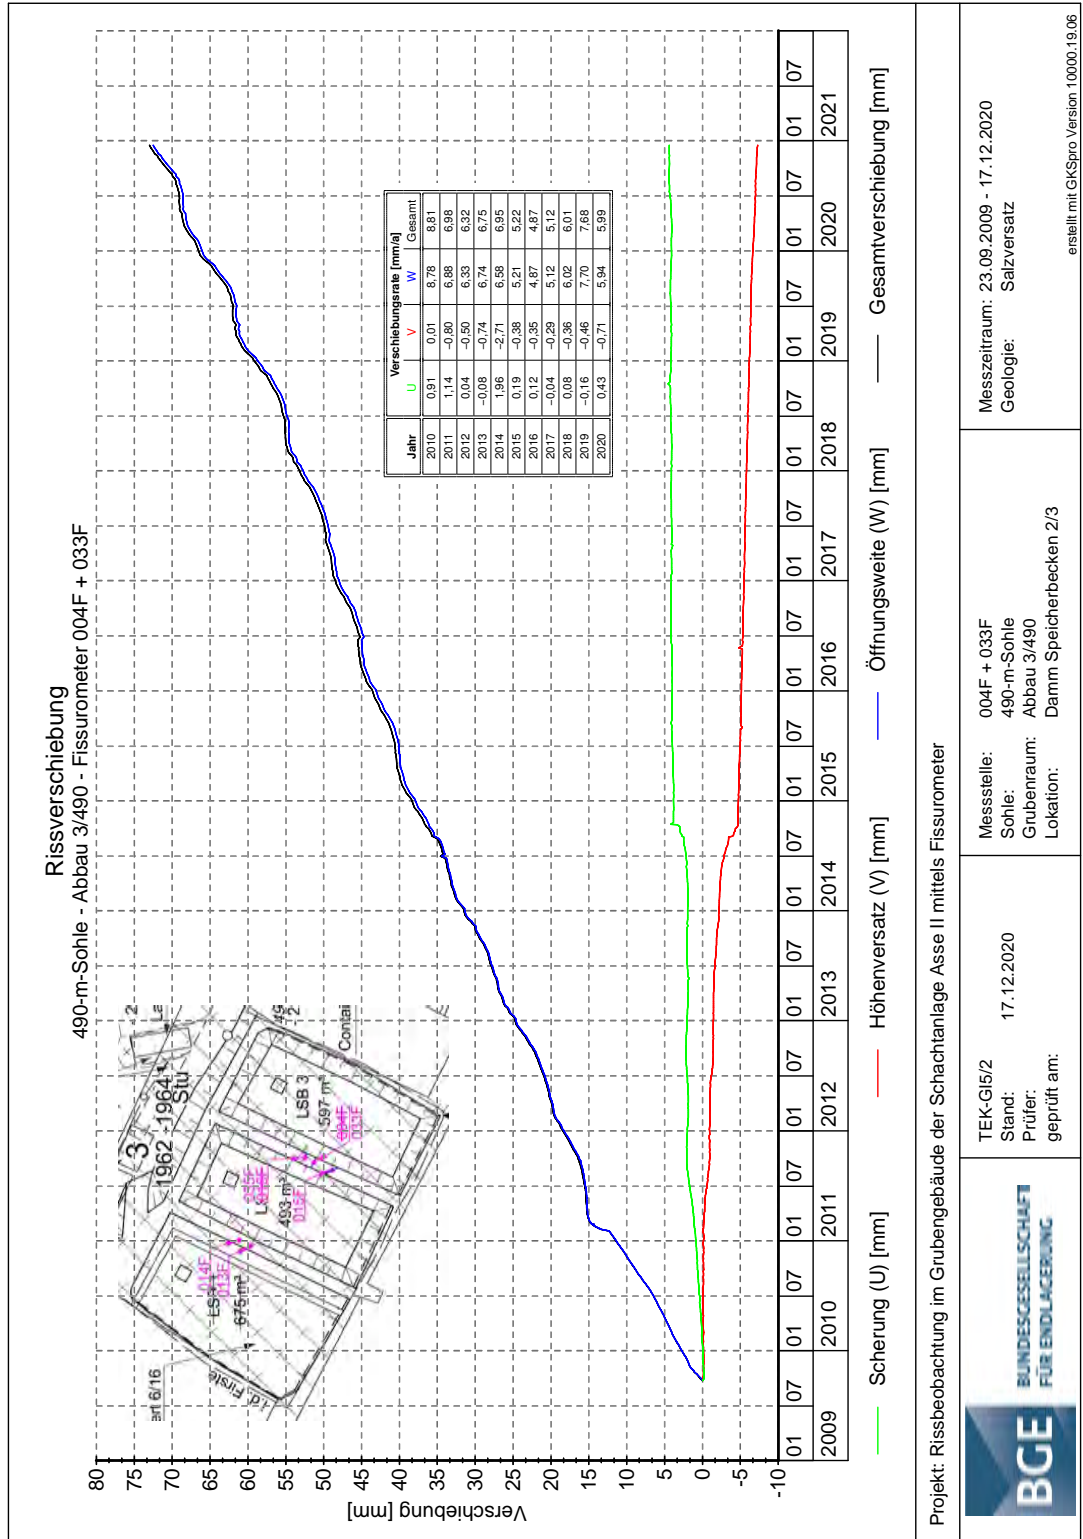 Rissverschiebung
490-m-Sohle - Abbau 3/490 - Fissurometer 004F + 033F
Verschiebung [mm]
80
75
70
65
60
55
50
45
40
35
30
25
20
15
10
5
0
-5
-10
01 07 01 07 01 07 01 07 01 07 01 07 01 07 01 07 01 07 01 07 01 07 01 07 01 07
2009 2010 2011 2012 2013 2014 2015 2016 2017 2018 2019 2020 2021
ert 6/16
i.d. Firste
3
1962 -1964
Stu
014F
013F
675 m³
493 m³
015F
LSB 3
597 m³
004F
033F
Contai
Jahr Verschiebungsrate [mm/a]
U V W Gesamt
2010 0,91 0,01 8,78 8,81
2011 1,14 -0,80 6,88 6,98
2012 0,04 -0,50 6,33 6,32
2013 -0,08 -0,74 6,74 6,75
2014 1,96 -2,71 6,58 6,95
2015 0,19 -0,38 5,21 5,22
2016 0,12 -0,35 4,87 4,87
2017 -0,04 -0,29 5,12 5,12
2018 0,08 -0,36 6,02 6,01
2019 -0,16 -0,46 7,70 7,68
2020 0,43 -0,71 5,94 5,99
Scherung (U) [mm] Höhenversatz (V) [mm] Öffnungsweite (W) [mm] Gesamtverschiebung [mm]
Projekt: Rissbeobachtung im Grubengebäude der Schachtanlage Asse II mittels Fissurometer
BGE
BUNDESGESELLSCHAFT
FÜR ENDLAGERUNG
TEK-GI5/2
Stand: 17.12.2020
Prüfer:
geprüft am:
Messstelle: 004F + 033F
Sohle: 490-m-Sohle
Grubenraum: Abbau 3/490
Lokation: Damm Speicherbecken 2/3
Messzeitraum: 23.09.2009 - 17.12.2020
Geologie: Salzversatz
erstellt mit GKSpro Version 10000.19.06